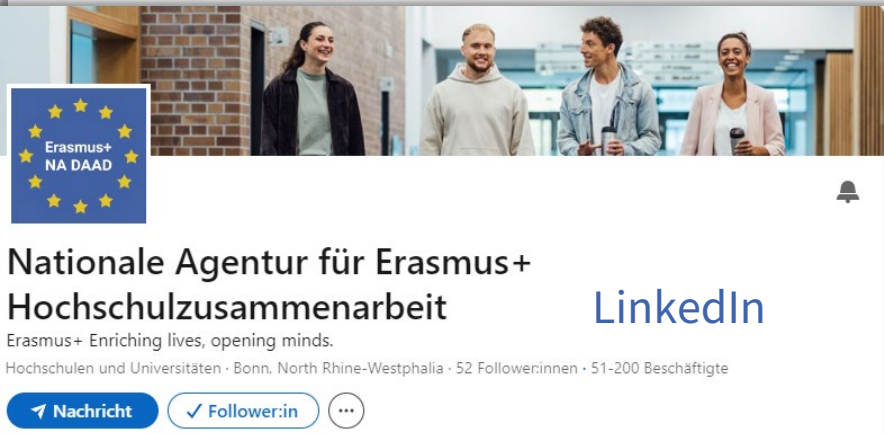 Erasmus+
NA DAAD
Nationale Agentur für Erasmus+
Hochschulzusammenarbeit
LinkedIn
Erasmus+ Enriching lives, opening minds.
Hochschulen und Universitäten · Bonn, North Rhine-Westphalia · 52 Follower:innen · 51-200 Beschäftigte
Nachricht
Follower:in